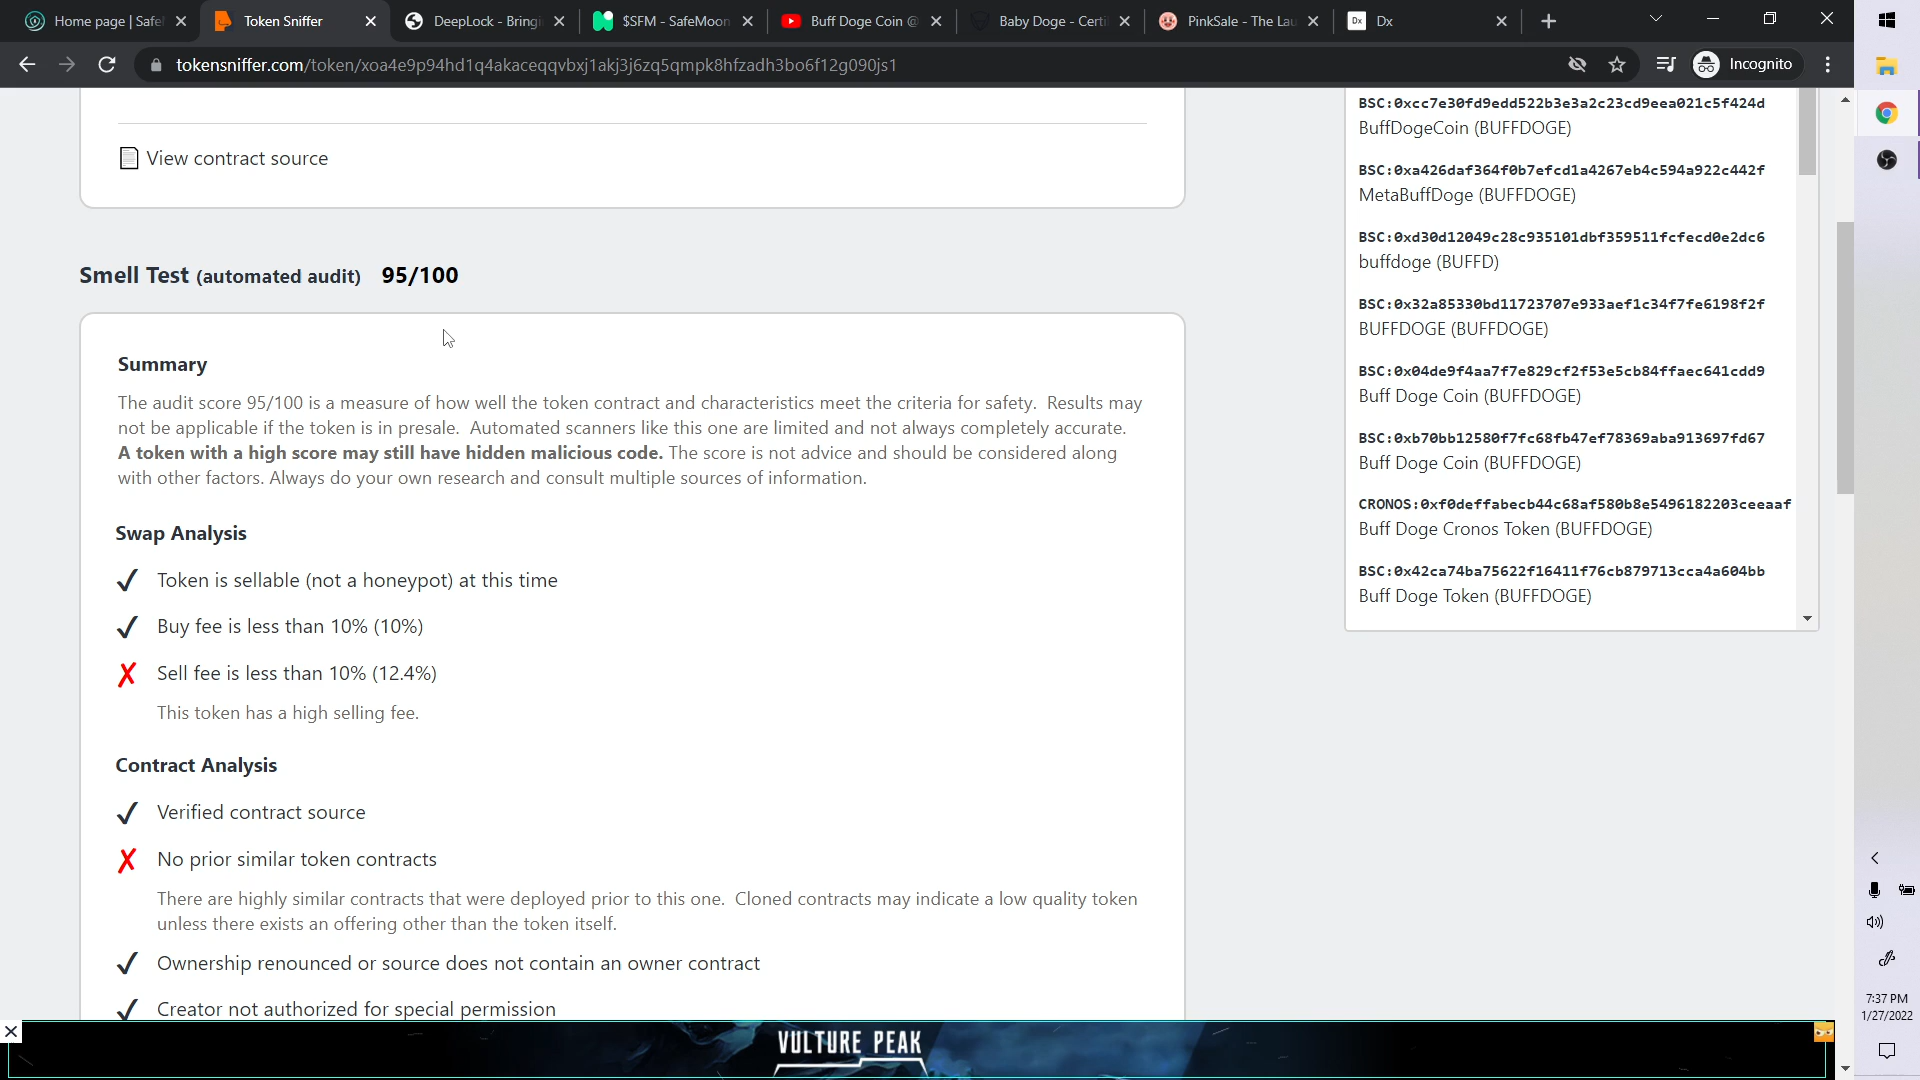 Home page | Safe
Token Sniffer
DeepLock - Bringi
$SFM - SafeMoon
Buff Doge Coin @
Baby Doge - Certi
PinkSale - The Lau
Dx
Dx
tokensniffer.com/token/xoa4e9p94hd1q4akaceqqvbxj1akj3j6zq5qmpk8hfzadh3bo6f12g090js1
Incognito
View contract source
Smell Test (automated audit) 95/100
Summary
The audit score 95/100 is a measure of how well the token contract and characteristics meet the criteria for safety. Results may
not be applicable if the token is in presale. Automated scanners like this one are limited and not always completely accurate.
A token with a high score may still have hidden malicious code. The score is not advice and should be considered along
with other factors. Always do your own research and consult multiple sources of information.
Swap Analysis
Token is sellable (not a honeypot) at this time
Buy fee is less than 10% (10%)
Sell fee is less than 10% (12.4%)
This token has a high selling fee.
Contract Analysis
Verified contract source
No prior similar token contracts
There are highly similar contracts that were deployed prior to this one. Cloned contracts may indicate a low quality token
unless there exists an offering other than the token itself.
Ownership renounced or source does not contain an owner contract
Creator not authorized for special permission
BSC:0xcc7e30fd9edd522b3e3a2c23cd9eea021c5f424d
BuffDogeCoin (BUFFDOGE)
BSC:0xa426daf364f0b7efcd1a4267eb4c594a922c442f
MetaBuffDoge (BUFFDOGE)
BSC:0xd30d12049c28c935101dbf359511fcfecd0e2dc6
buffdoge (BUFFD)
BSC:0x32a85330bd11723707e933aef1c34f7fe6198f2f
BUFFDOGE (BUFFDOGE)
BSC:0x04de9f4aa7f7e829cf2f53e5cb84ffaec641cdd9
Buff Doge Coin (BUFFDOGE)
BSC:0xb70bb12580f7fc68fb47ef78369aba913697fd67
Buff Doge Coin (BUFFDOGE)
CRONOS:0xf0deffabecb44c68af580b8e5496182203ceeaaf
Buff Doge Cronos Token (BUFFDOGE)
BSC:0x42ca74ba75622f16411f76cb879713cca4a604bb
Buff Doge Token (BUFFDOGE)
VULTURE PEAK
7:37 PM
1/27/2022